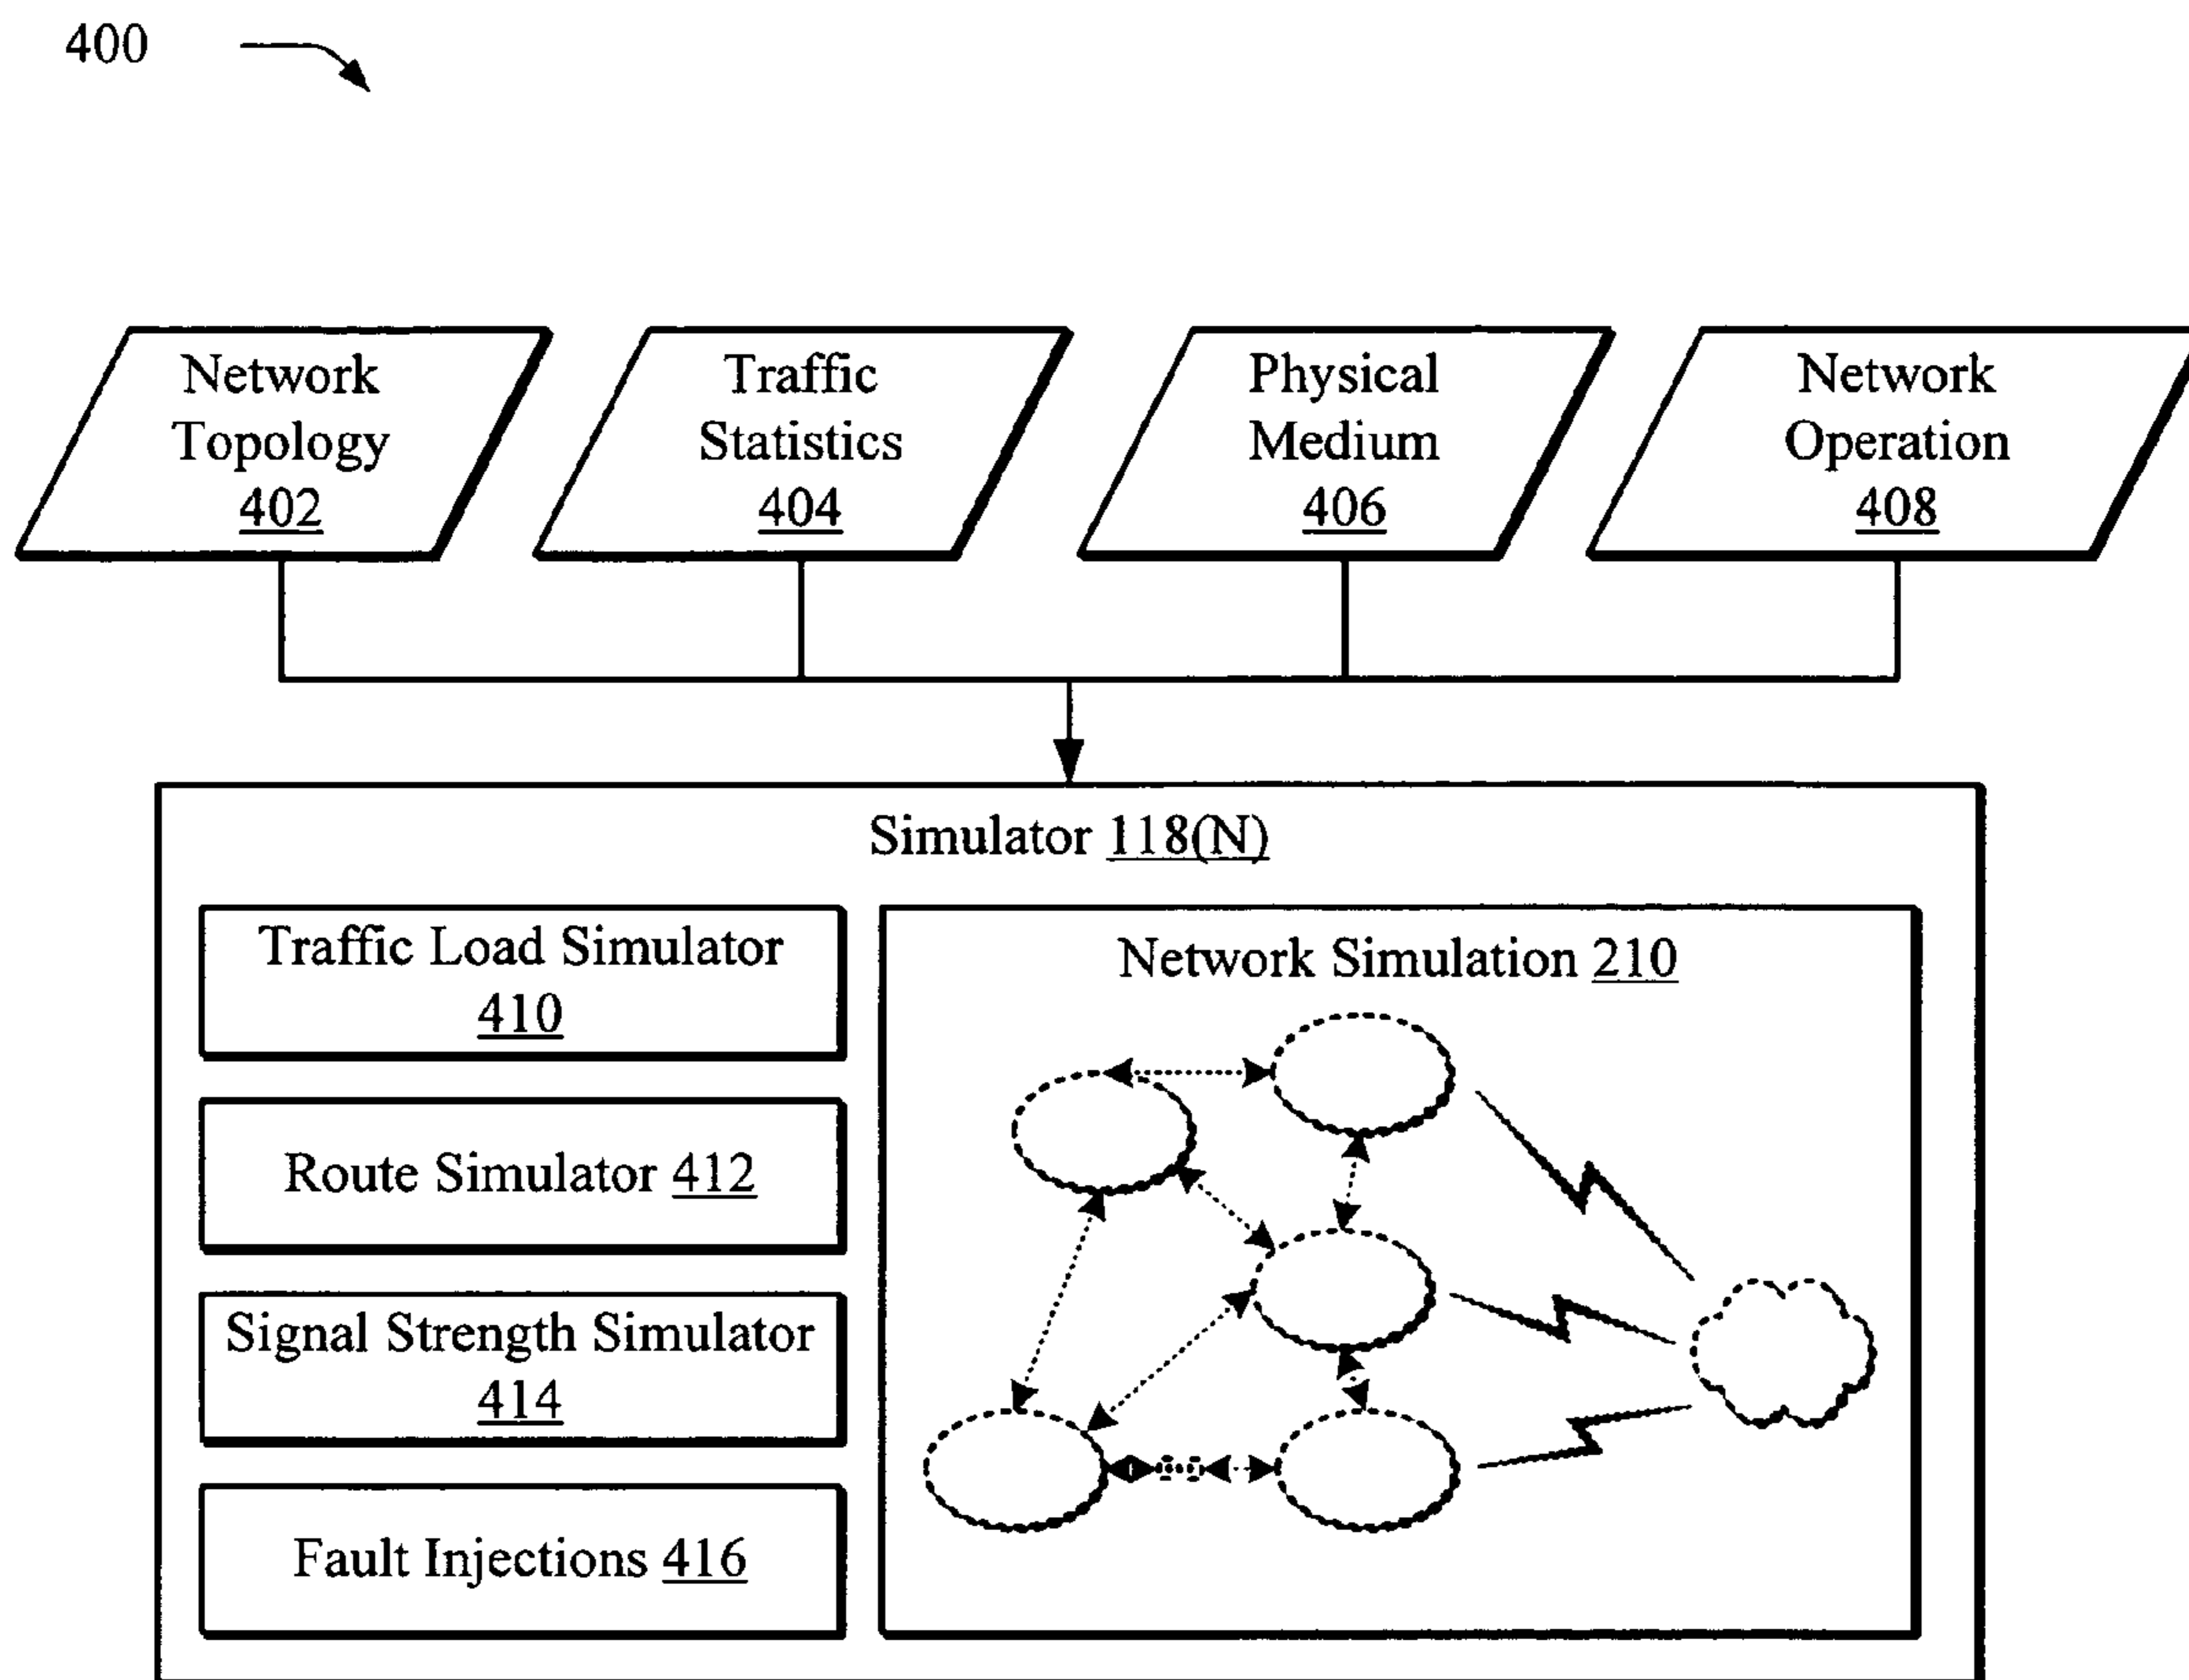 400
Network
Topology
402
Traffic
Statistics
404
Physical
Medium
406
Network
Operation
408
Simulator 118(N)
Traffic Load Simulator
410
Route Simulator 412
Signal Strength Simulator
414
Fault Injections 416
Network Simulation 210